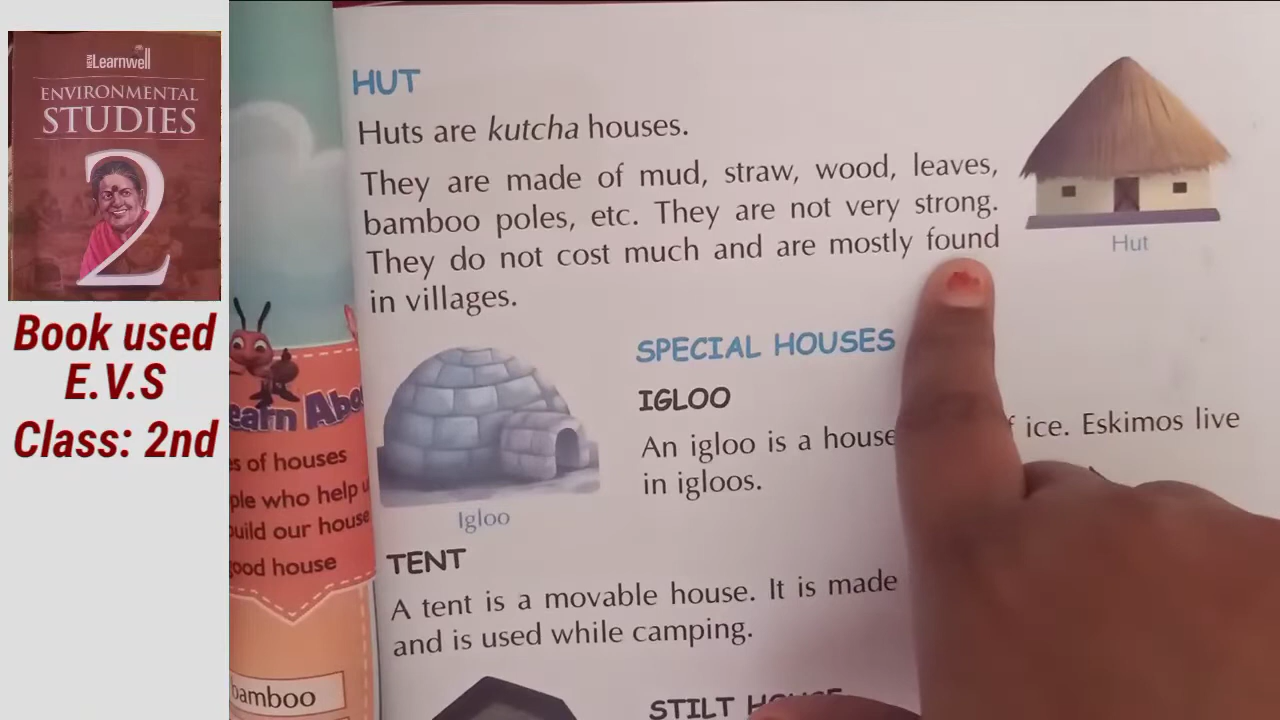 NEW Learnwell
ENVIRONMENTAL
STUDIES
2
Book used
E.V.S
Class: 2nd
HUT
Huts are kutcha houses.
They are made of mud, straw, wood, leaves,
bamboo poles, etc. They are not very strong.
They do not cost much and are mostly found
in villages.
Hut
SPECIAL HOUSES
IGLOO
An igloo is a house ice. Eskimos live
in igloos.
Igloo
TENT
A tent is a movable house. It is made
and is used while camping.
STILT HOUSE
of houses
who help
our house
house
bamboo